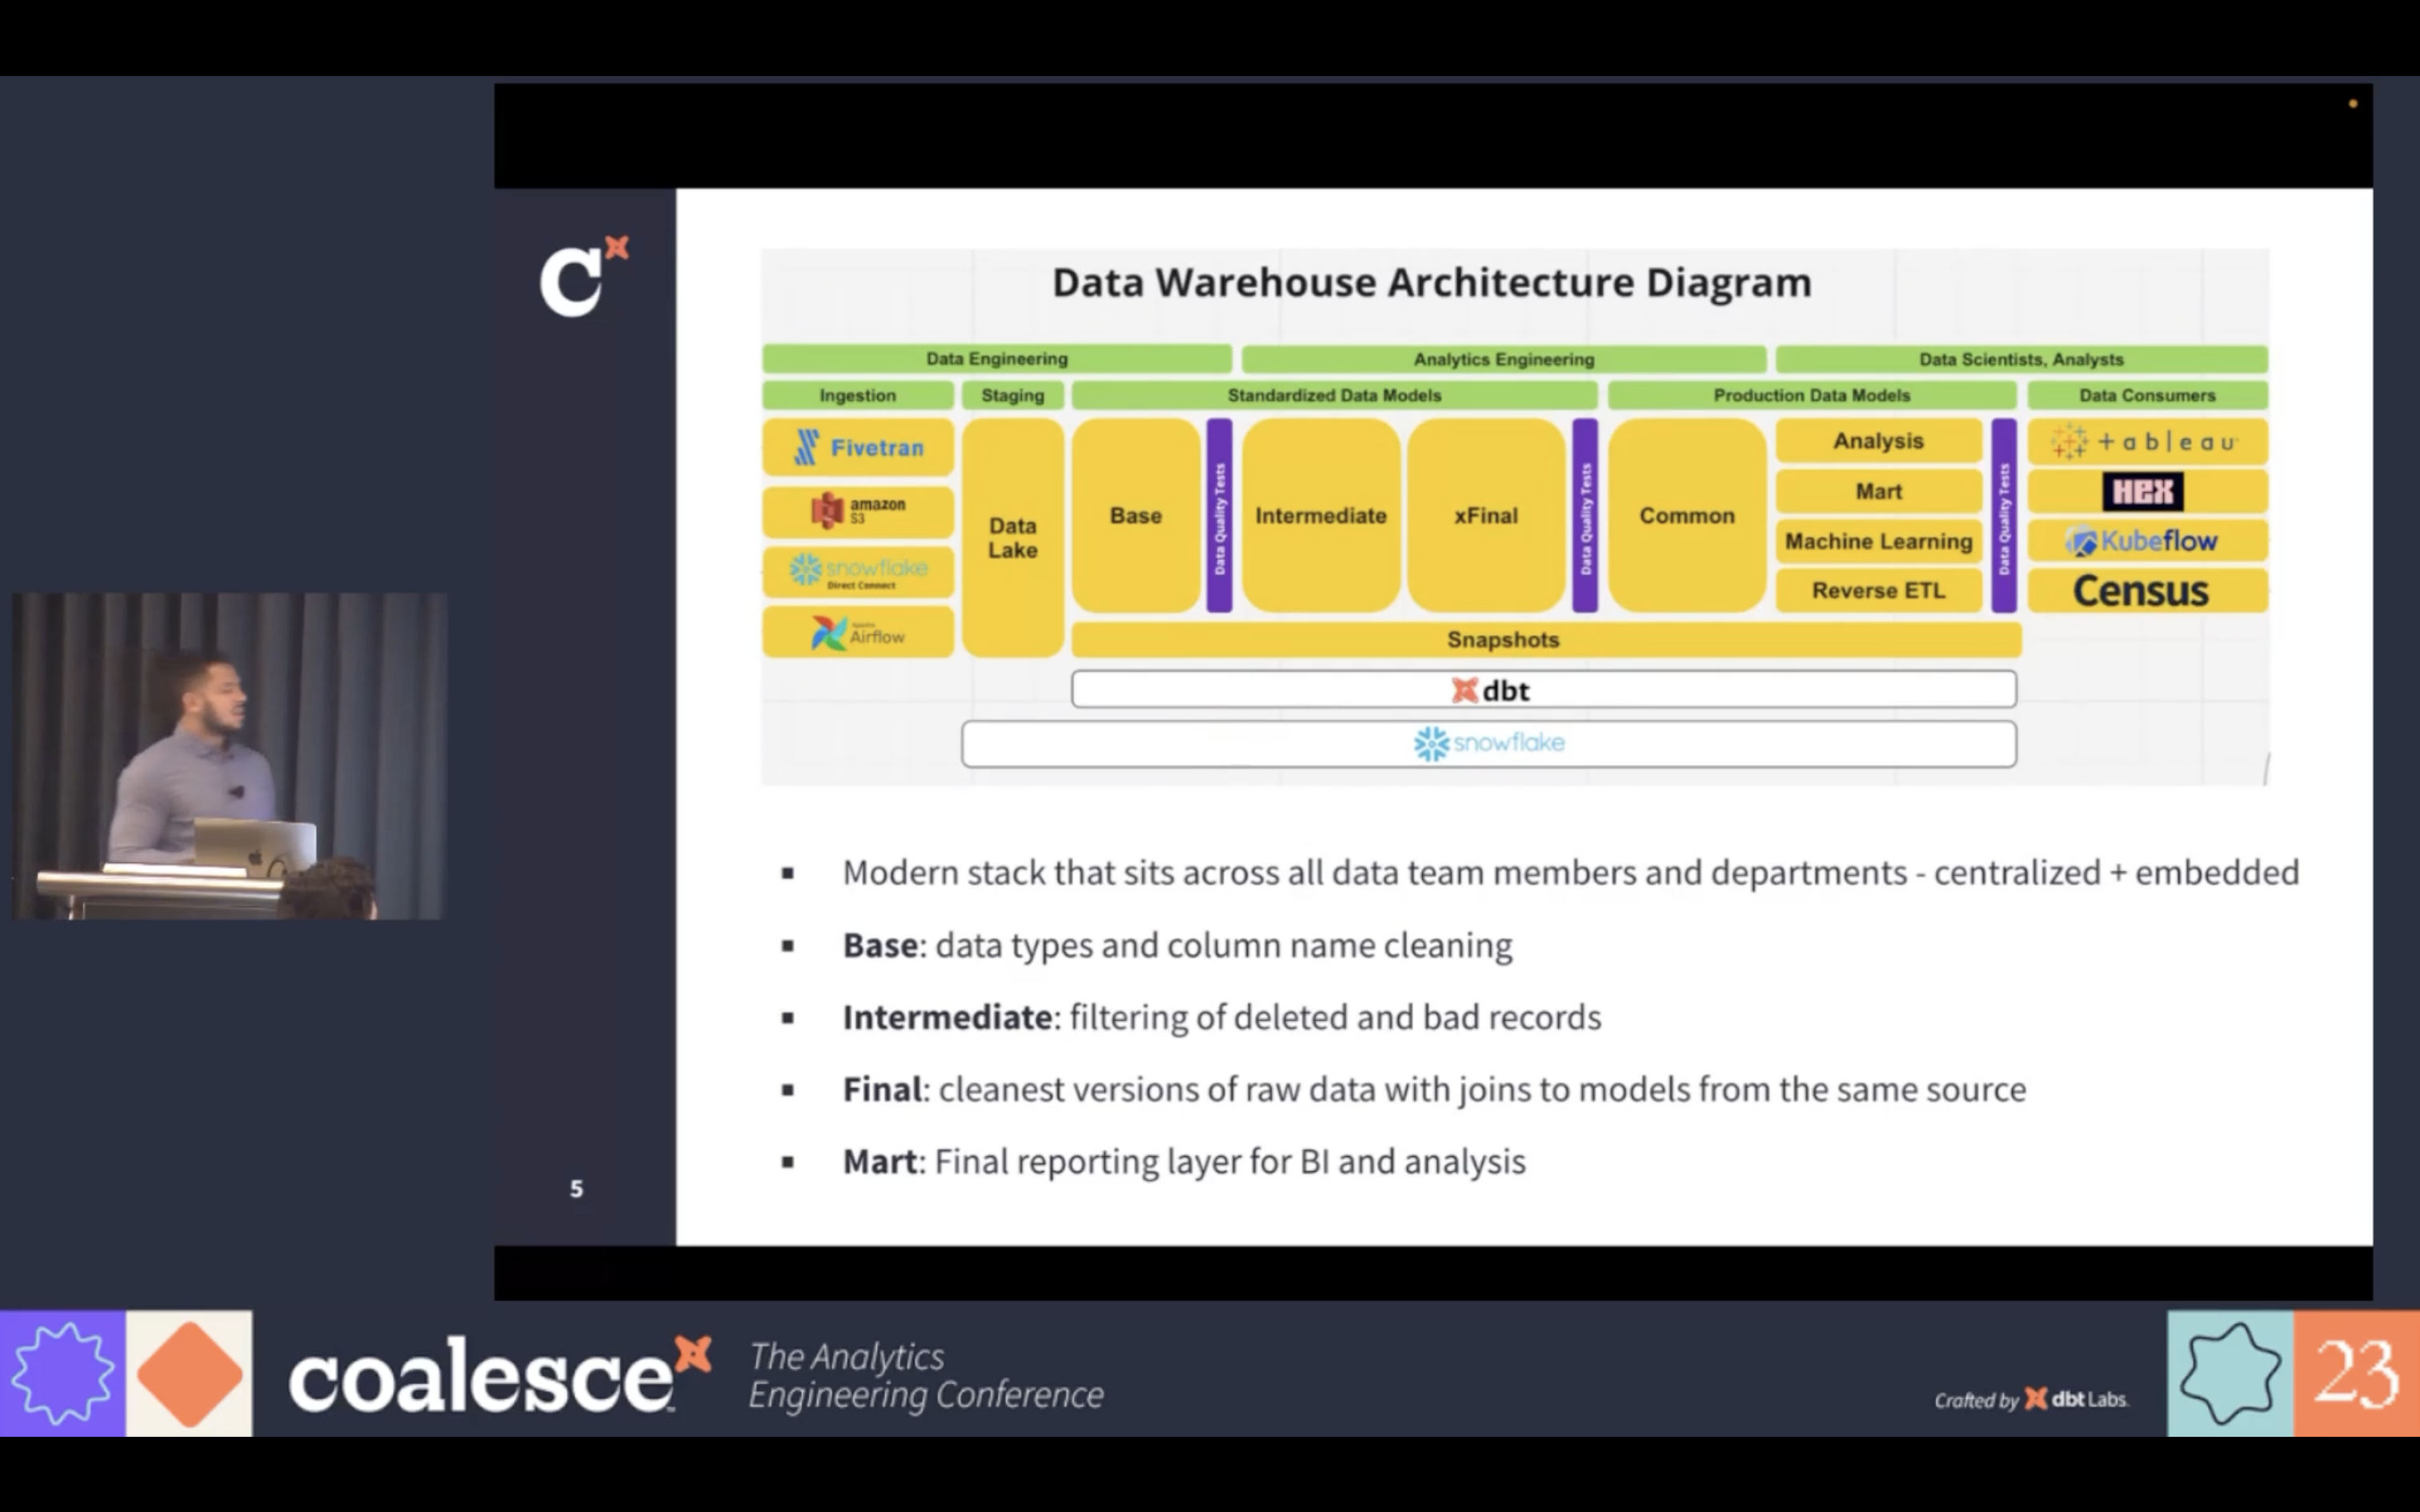 C
Data Warehouse Architecture Diagram
Data Engineering
Analytics Engineering
Data Scientists, Analysts
Ingestion
Staging
Standardized Data Models
Production Data Models
Data Consumers
Fivetran
amazon
S3
snowflake
Direct Connect
Apache
Airflow
Data
Lake
Base
Data Quality Tests
Intermediate
xFinal
Data Quality Tests
Common
Analysis
Mart
Machine Learning
Reverse ETL
Data Quality Tests
+ableau
HEX
Kubeflow
Census
Snapshots
dbt
snowflake
▪ Modern stack that sits across all data team members and departments - centralized + embedded
▪ Base: data types and column name cleaning
▪ Intermediate: filtering of deleted and bad records
▪ Final: cleanest versions of raw data with joins to models from the same source
▪ Mart: Final reporting layer for BI and analysis
5
coalesce
The Analytics
Engineering Conference
Crafted by dbt Labs.
23